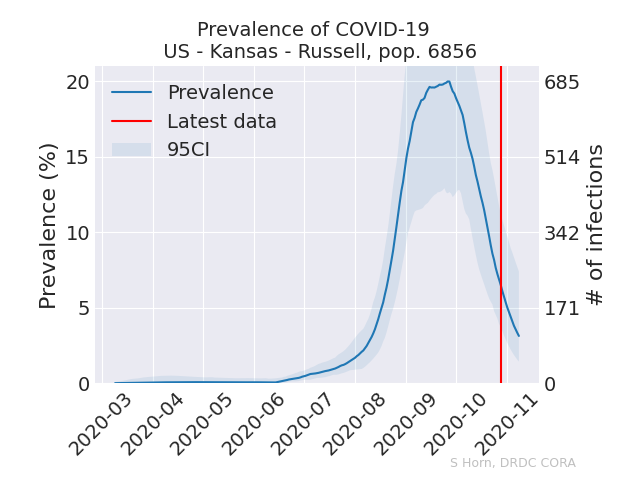 Prevalence of COVID-19
US - Kansas - Russell, pop. 6856
Prevalence
Latest data
95CI
Prevalence (%)
20
15
10
5
0
685
514
342
171
0
# of infections
2020-03
2020-04
2020-05
2020-06
2020-07
2020-08
2020-09
2020-10
2020-11
S Horn, DRDC CORA